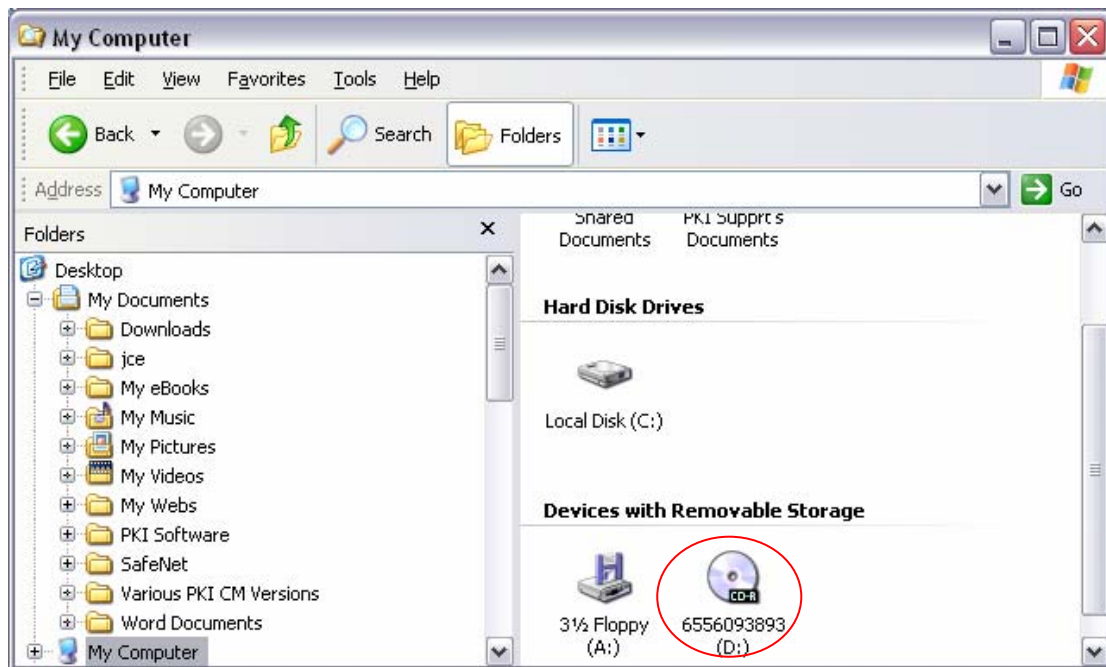 My Computer
File Edit View Favorites Tools Help
Back Search Folders
Address My Computer Go
Folders
Desktop
My Documents
Downloads
jce
My eBooks
My Music
My Pictures
My Videos
My Webs
PKI Software
SafeNet
Various PKI CM Versions
Word Documents
My Computer
Shared Documents
PKI Supprt's Documents
Hard Disk Drives
Local Disk (C:)
Devices with Removable Storage
3½ Floppy (A:)
CD-R
6556093893 (D:)